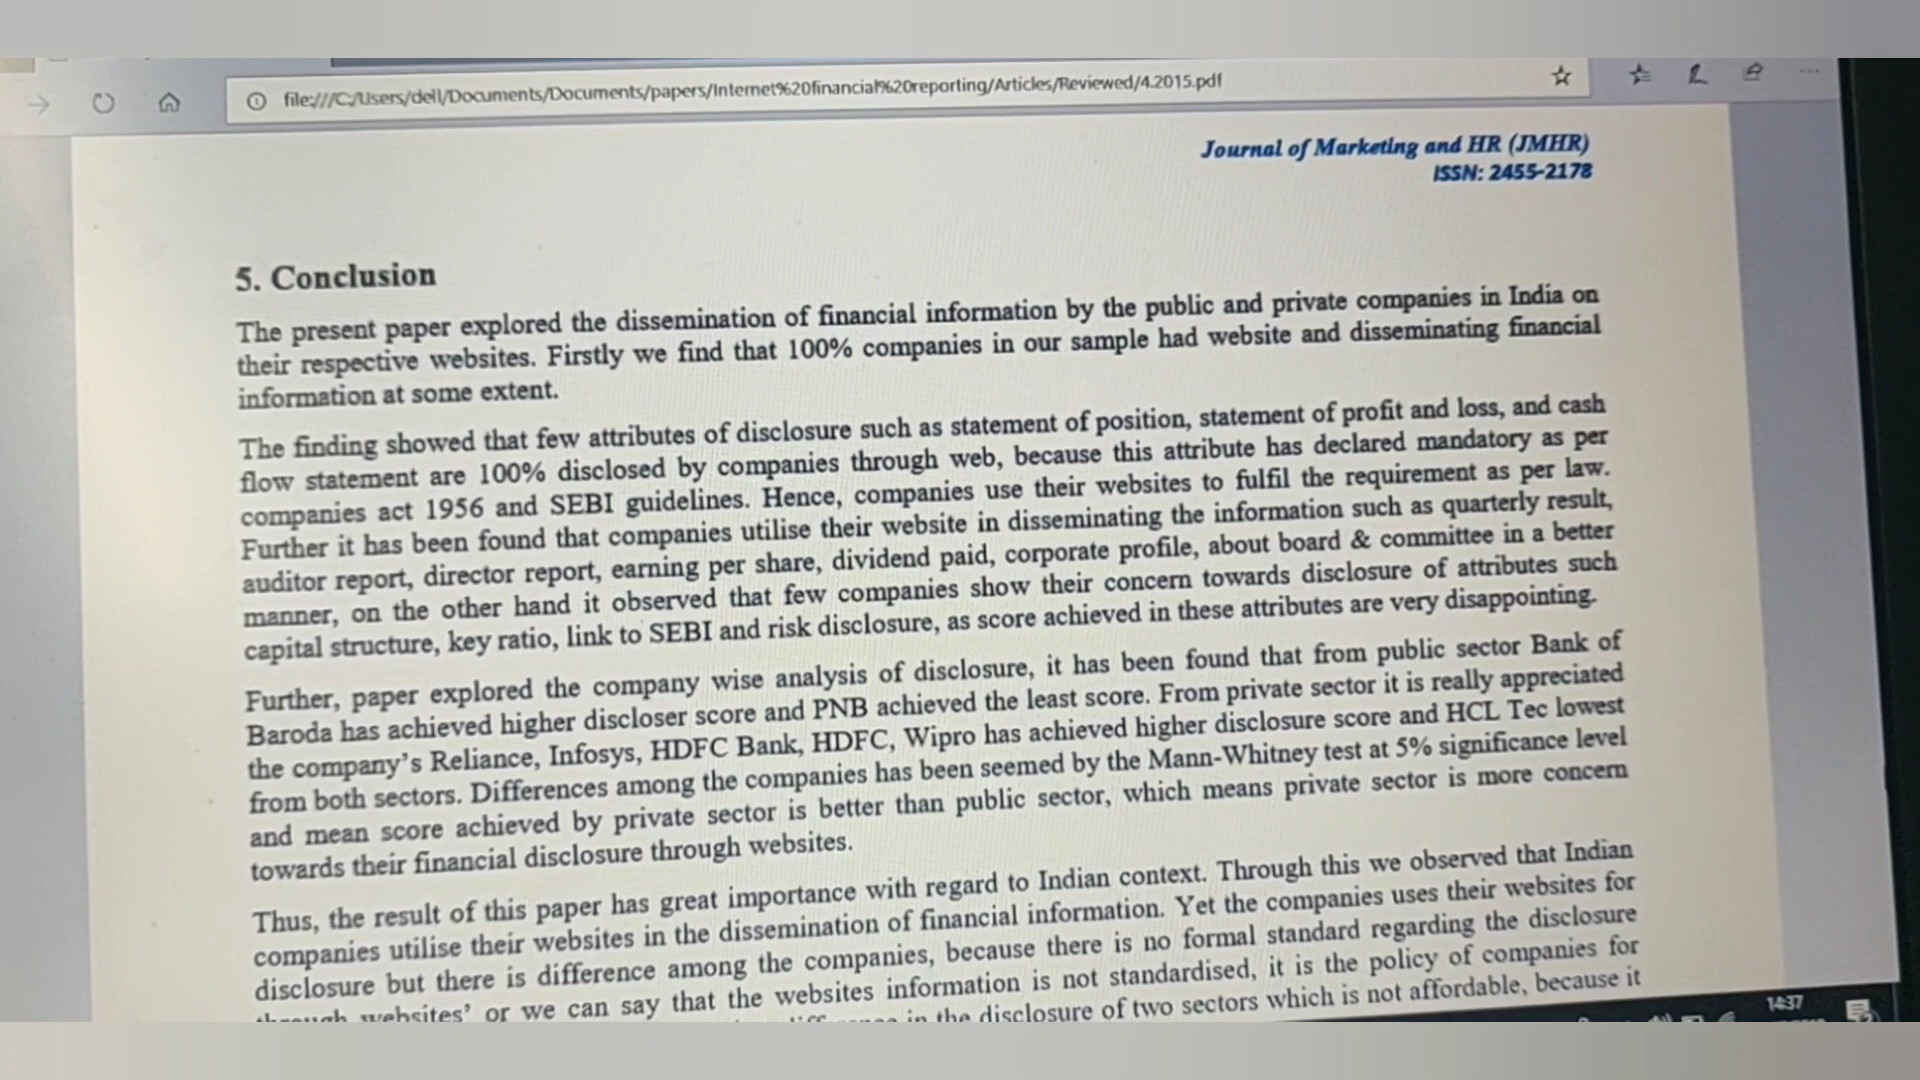 file:///C:/Users/dell/Documents/Documents/papers/Internet%20financial%20reporting/Articles/Reviewed/4.2015.pdf
Journal of Marketing and HR (JMHR)
ISSN: 2455-2178
5. Conclusion
The present paper explored the dissemination of financial information by the public and private companies in India on
their respective websites. Firstly we find that 100% companies in our sample had website and disseminating financial
information at some extent.
The finding showed that few attributes of disclosure such as statement of position, statement of profit and loss, and cash
flow statement are 100% disclosed by companies through web, because this attribute has declared mandatory as per
companies act 1956 and SEBI guidelines. Hence, companies use their websites to fulfil the requirement as per law.
Further it has been found that companies utilise their website in disseminating the information such as quarterly result,
auditor report, director report, earning per share, dividend paid, corporate profile, about board & committee in a better
manner, on the other hand it observed that few companies show their concern towards disclosure of attributes such
capital structure, key ratio, link to SEBI and risk disclosure, as score achieved in these attributes are very disappointing.
Further, paper explored the company wise analysis of disclosure, it has been found that from public sector Bank of
Baroda has achieved higher discloser score and PNB achieved the least score. From private sector it is really appreciated
the company's Reliance, Infosys, HDFC Bank, HDFC, Wipro has achieved higher disclosure score and HCL Tec lowest
from both sectors. Differences among the companies has been seemed by the Mann-Whitney test at 5% significance level
and mean score achieved by private sector is better than public sector, which means private sector is more concern
towards their financial disclosure through websites.
Thus, the result of this paper has great importance with regard to Indian context. Through this we observed that Indian
companies utilise their websites in the dissemination of financial information. Yet the companies uses their websites for
disclosure but there is difference among the companies, because there is no formal standard regarding the disclosure
through websites' or we can say that the websites information is not standardised, it is the policy of companies for
in the disclosure of two sectors which is not affordable, because it
14:37